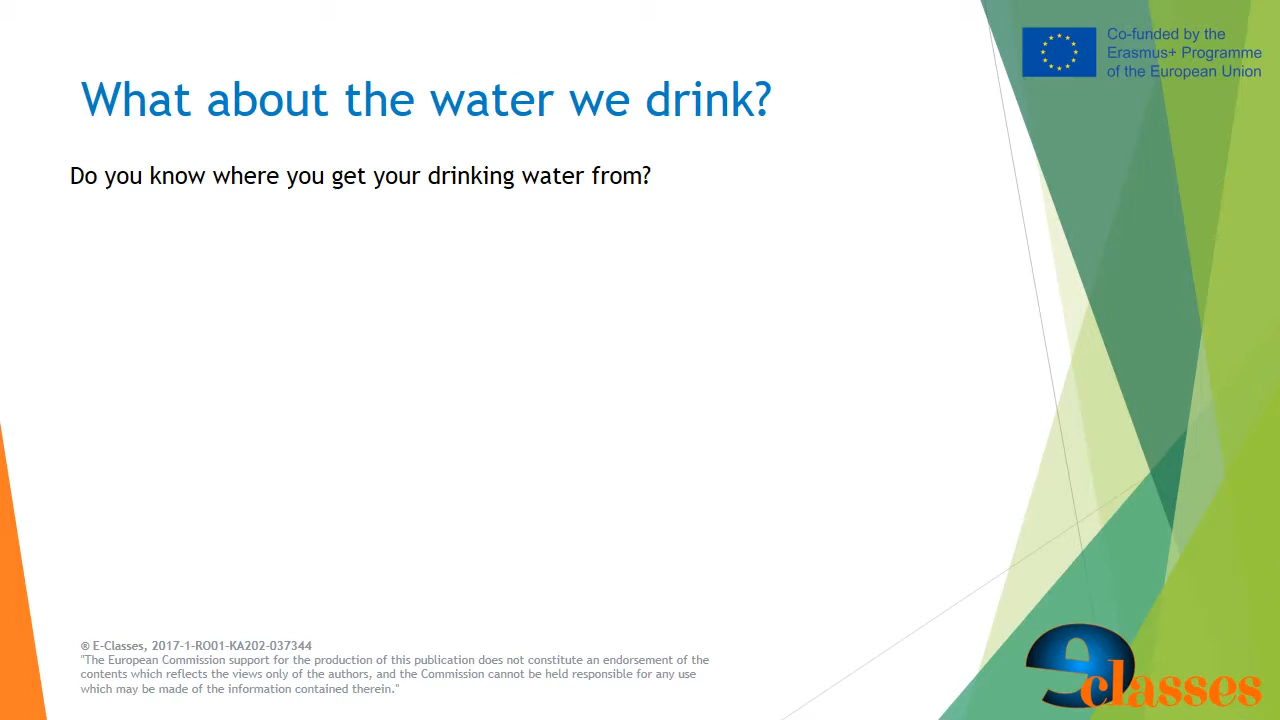 Co-funded by the
Erasmus+ Programme
of the European Union
What about the water we drink?
Do you know where you get your drinking water from?
® E-Classes, 2017-1-RO01-KA202-037344
"The European Commission support for the production of this publication does not constitute an endorsement of the
contents which reflects the views only of the authors, and the Commission cannot be held responsible for any use
which may be made of the information contained therein."
eclasses